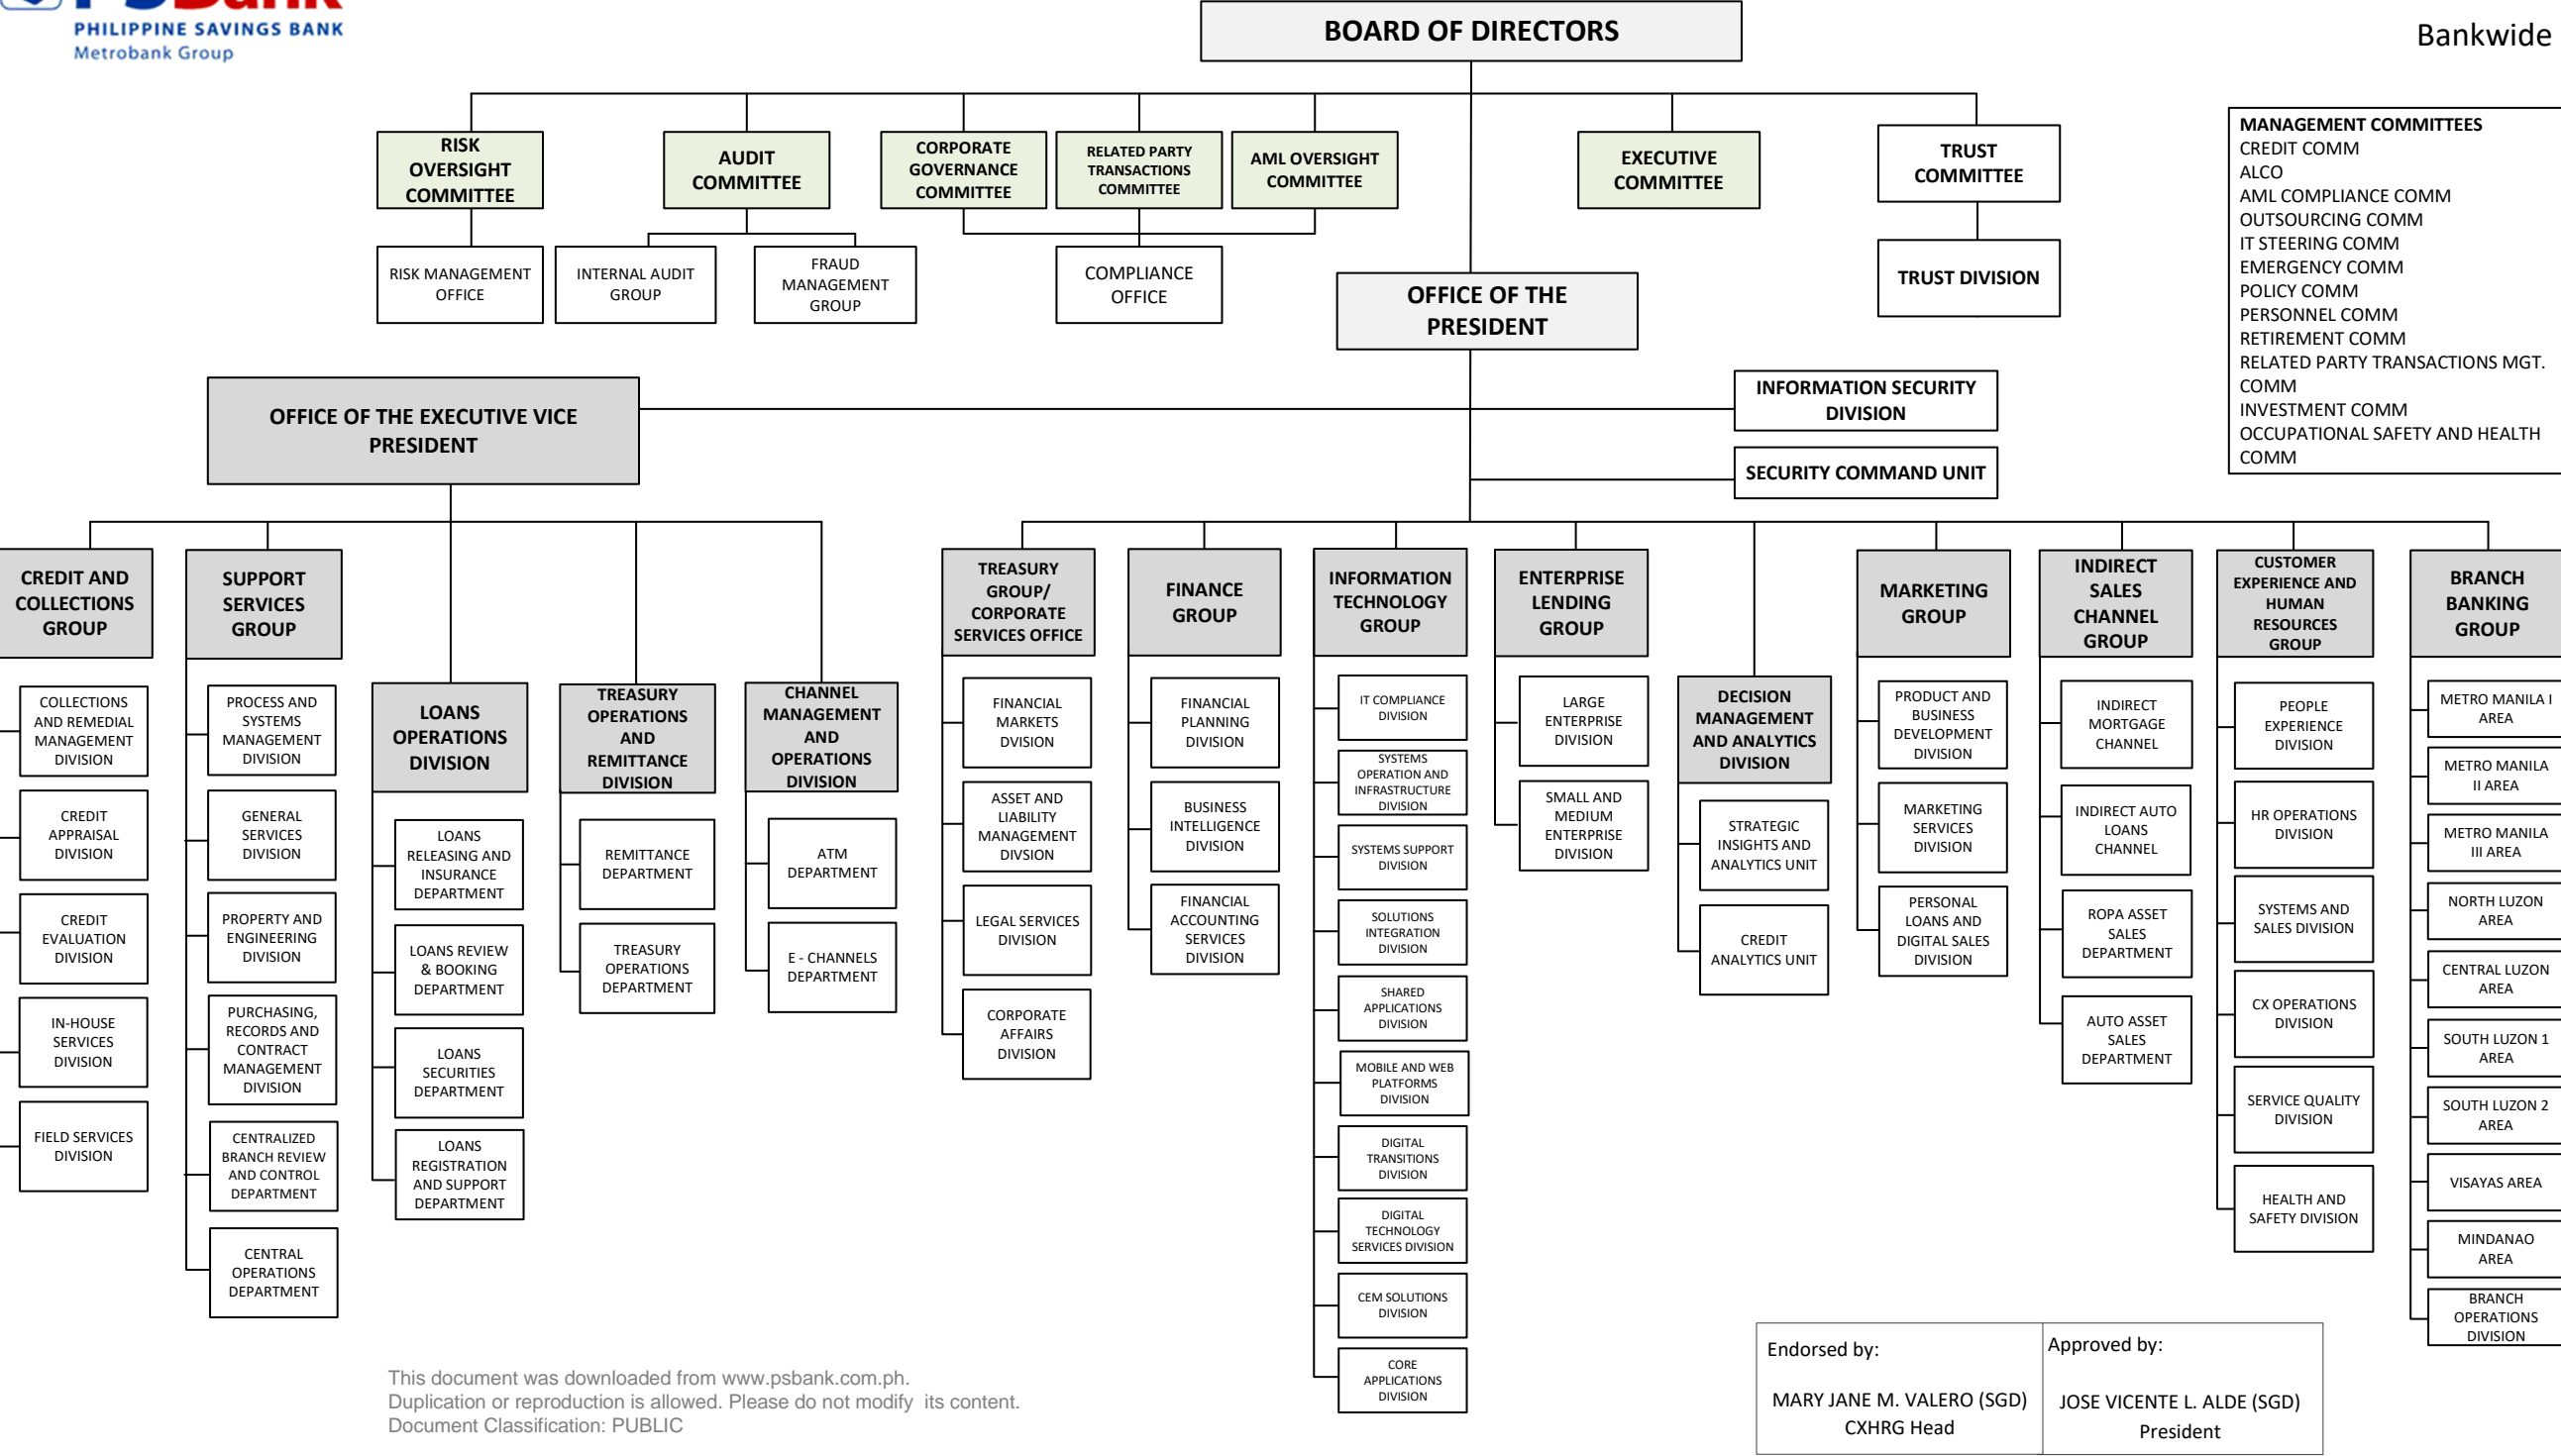 PSBank
PHILIPPINE SAVINGS BANK
Metrobank Group
BOARD OF DIRECTORS
Bankwide
RISK
OVERSIGHT
COMMITTEE
AUDIT
COMMITTEE
CORPORATE
GOVERNANCE
COMMITTEE
RELATED PARTY
TRANSACTIONS
COMMITTEE
AML OVERSIGHT
COMMITTEE
EXECUTIVE
COMMITTEE
TRUST
COMMITTEE
MANAGEMENT COMMITTEES
CREDIT COMM
ALCO
AML COMPLIANCE COMM
OUTSOURCING COMM
IT STEERING COMM
EMERGENCY COMM
POLICY COMM
PERSONNEL COMM
RETIREMENT COMM
RELATED PARTY TRANSACTIONS MGT.
COMM
INVESTMENT COMM
OCCUPATIONAL SAFETY AND HEALTH
COMM
RISK MANAGEMENT
OFFICE
INTERNAL AUDIT
GROUP
FRAUD
MANAGEMENT
GROUP
COMPLIANCE
OFFICE
TRUST DIVISION
OFFICE OF THE
PRESIDENT
OFFICE OF THE EXECUTIVE VICE
PRESIDENT
INFORMATION SECURITY
DIVISION
SECURITY COMMAND UNIT
CREDIT AND
COLLECTIONS
GROUP
COLLECTIONS
AND REMEDIAL
MANAGEMENT
DIVISION
CREDIT
APPRAISAL
DIVISION
CREDIT
EVALUATION
DIVISION
IN-HOUSE
SERVICES
DIVISION
FIELD SERVICES
DIVISION
SUPPORT
SERVICES
GROUP
PROCESS AND
SYSTEMS
MANAGEMENT
DIVISION
GENERAL
SERVICES
DIVISION
PROPERTY AND
ENGINEERING
DIVISION
PURCHASING,
RECORDS AND
CONTRACT
MANAGEMENT
DIVISION
CENTRALIZED
BRANCH REVIEW
AND CONTROL
DEPARTMENT
CENTRAL
OPERATIONS
DEPARTMENT
LOANS
OPERATIONS
DIVISION
LOANS
RELEASING AND
INSURANCE
DEPARTMENT
LOANS REVIEW
& BOOKING
DEPARTMENT
LOANS
SECURITIES
DEPARTMENT
LOANS
REGISTRATION
AND SUPPORT
DEPARTMENT
TREASURY
OPERATIONS
AND
REMITTANCE
DIVISION
REMITTANCE
DEPARTMENT
TREASURY
OPERATIONS
DEPARTMENT
CHANNEL
MANAGEMENT
AND
OPERATIONS
DIVISION
ATM
DEPARTMENT
E - CHANNELS
DEPARTMENT
TREASURY
GROUP/
CORPORATE
SERVICES OFFICE
FINANCIAL
MARKETS
DIVISION
ASSET AND
LIABILITY
MANAGEMENT
DIVSION
LEGAL SERVICES
DIVISION
CORPORATE
AFFAIRS
DIVISION
FINANCE
GROUP
FINANCIAL
PLANNING
DIVISION
BUSINESS
INTELLIGENCE
DIVISION
FINANCIAL
ACCOUNTING
SERVICES
DIVISION
INFORMATION
TECHNOLOGY
GROUP
IT COMPLIANCE
DIVISION
SYSTEMS
OPERATION AND
INFRASTRUCTURE
DIVISION
SYSTEMS SUPPORT
DIVISION
SOLUTIONS
INTEGRATION
DIVISION
SHARED
APPLICATIONS
DIVISION
MOBILE AND WEB
PLATFORMS
DIVISION
DIGITAL
TRANSITIONS
DIVISION
DIGITAL
TECHNOLOGY
SERVICES DIVISION
CEM SOLUTIONS
DIVISION
CORE
APPLICATIONS
DIVISION
ENTERPRISE
LENDING
GROUP
LARGE
ENTERPRISE
DIVISION
SMALL AND
MEDIUM
ENTERPRISE
DIVISION
DECISION
MANAGEMENT
AND ANALYTICS
DIVISION
STRATEGIC
INSIGHTS AND
ANALYTICS UNIT
CREDIT
ANALYTICS UNIT
MARKETING
GROUP
PRODUCT AND
BUSINESS
DEVELOPMENT
DIVISION
MARKETING
SERVICES
DIVISION
PERSONAL
LOANS AND
DIGITAL SALES
DIVISION
INDIRECT
SALES
CHANNEL
GROUP
INDIRECT
MORTGAGE
CHANNEL
INDIRECT AUTO
LOANS
CHANNEL
ROPA ASSET
SALES
DEPARTMENT
AUTO ASSET
SALES
DEPARTMENT
CUSTOMER
EXPERIENCE AND
HUMAN
RESOURCES
GROUP
PEOPLE
EXPERIENCE
DIVISION
HR OPERATIONS
DIVISION
SYSTEMS AND
SALES DIVISION
CX OPERATIONS
DIVISION
SERVICE QUALITY
DIVISION
HEALTH AND
SAFETY DIVISION
BRANCH
BANKING
GROUP
METRO MANILA I
AREA
METRO MANILA
II AREA
METRO MANILA
III AREA
NORTH LUZON
AREA
CENTRAL LUZON
AREA
SOUTH LUZON 1
AREA
SOUTH LUZON 2
AREA
VISAYAS AREA
MINDANAO
AREA
BRANCH
OPERATIONS
DIVISION
This document was downloaded from www.psbank.com.ph.
Duplication or reproduction is allowed. Please do not modify its content.
Document Classification: PUBLIC
Endorsed by:
MARY JANE M. VALERO (SGD)
CXHRG Head
Approved by:
JOSE VICENTE L. ALDE (SGD)
President